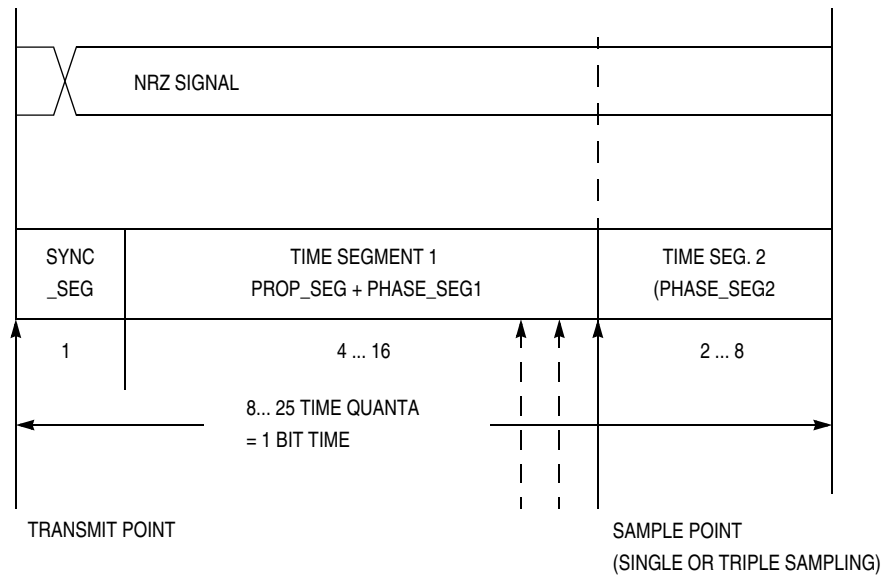 NRZ SIGNAL
SYNC
_SEG
TIME SEGMENT 1
PROP_SEG + PHASE_SEG1
TIME SEG. 2
(PHASE_SEG2
1
4 ... 16
2 ... 8
8... 25 TIME QUANTA
= 1 BIT TIME
TRANSMIT POINT
SAMPLE POINT
(SINGLE OR TRIPLE SAMPLING)